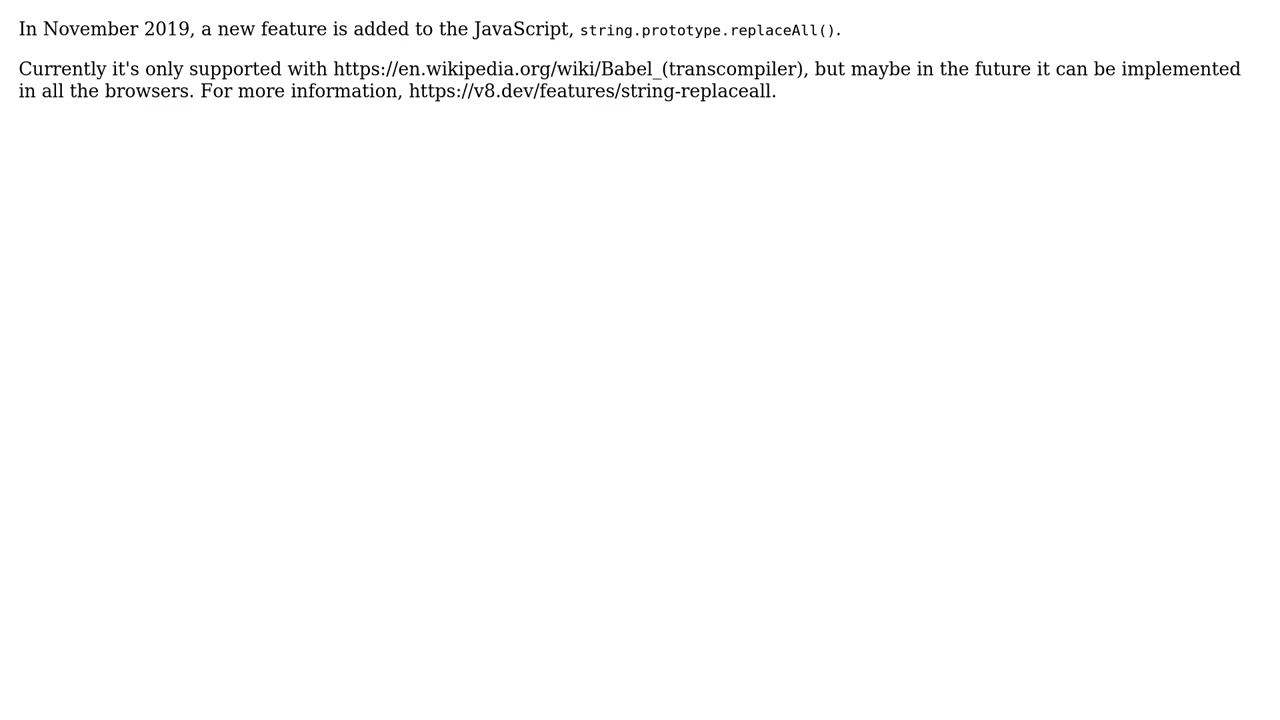 In November 2019, a new feature is added to the JavaScript, string.prototype.replaceAll().
Currently it's only supported with https://en.wikipedia.org/wiki/Babel_(transcompiler), but maybe in the future it can be implemented
in all the browsers. For more information, https://v8.dev/features/string-replaceall.